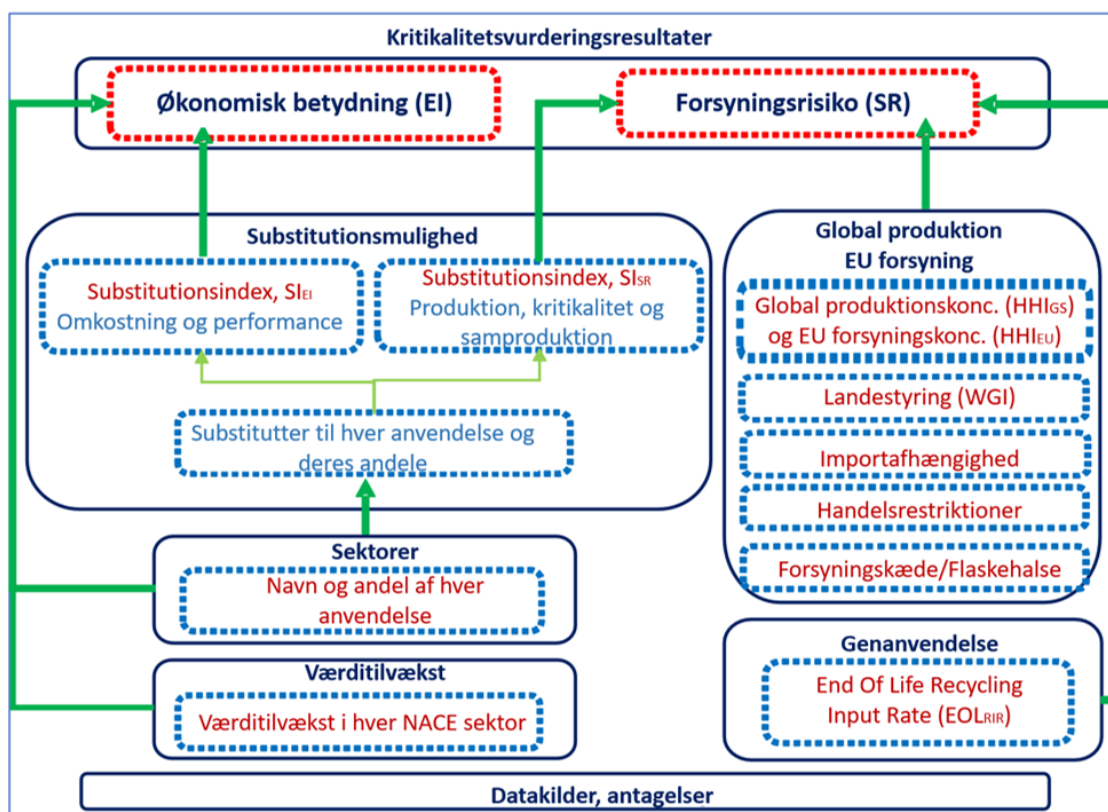 Kritikalitetsvurderingsresultater
Økonomisk betydning (EI)
Forsyningsrisiko (SR)
Substitutionsmulighed
Substitutionsindex, SIEI
Omkostning og performance
Substitutionsindex, SISR
Produktion, kritikalitet og
samproduktion
Substitutter til hver anvendelse og
deres andele
Sektorer
Navn og andel af hver
anvendelse
Værditilvækst
Værditilvækst i hver NACE sektor
Global produktion
EU forsyning
Global produktionskonc. (HHIGS)
og EU forsyningskonc. (HHIEU)
Landestyring (WGI)
Importafhængighed
Handelsrestriktioner
Forsyningskæde/Flaskehalse
Genanvendelse
End Of Life Recycling
Input Rate (EOLRIR)
Datakilder, antagelser